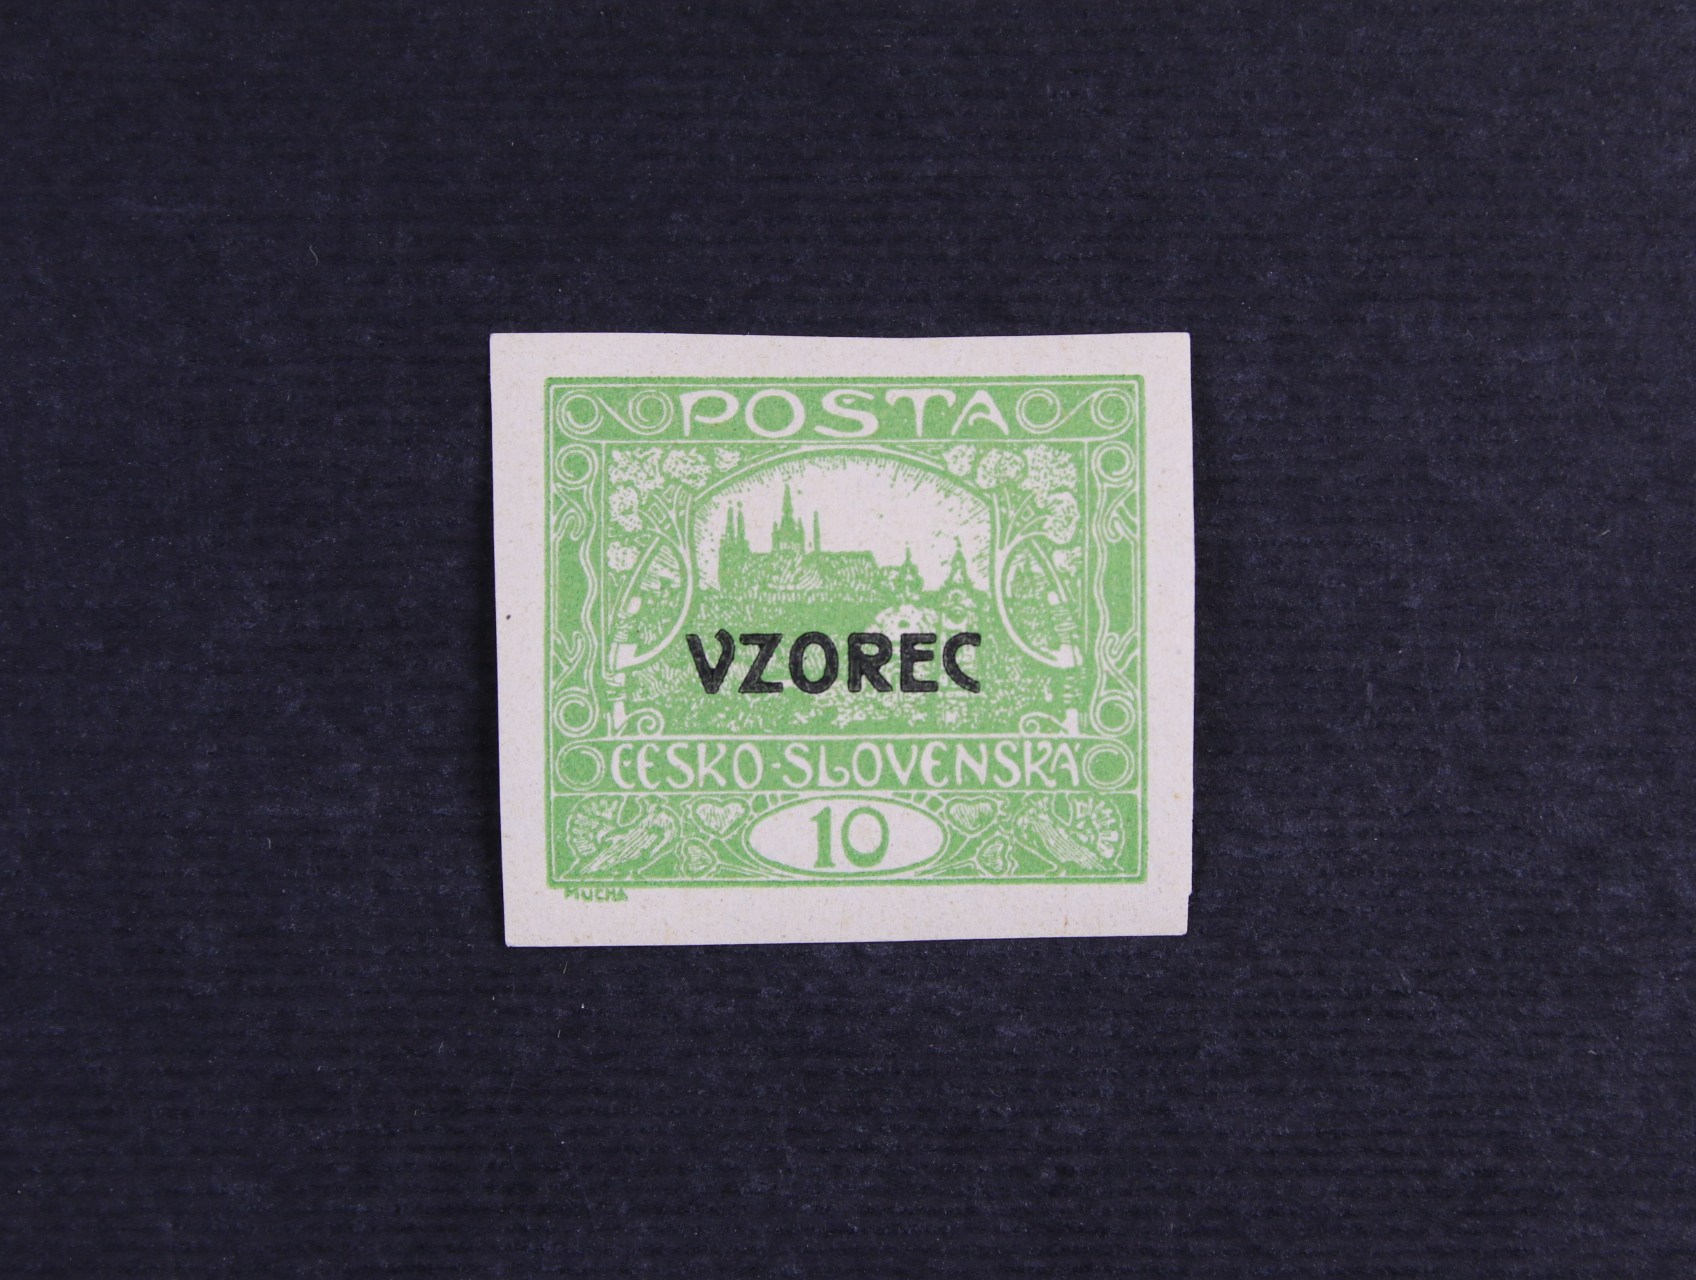 POSTA
VZOREC
ČESKO-SLOVENSKÁ
10
MUCHA